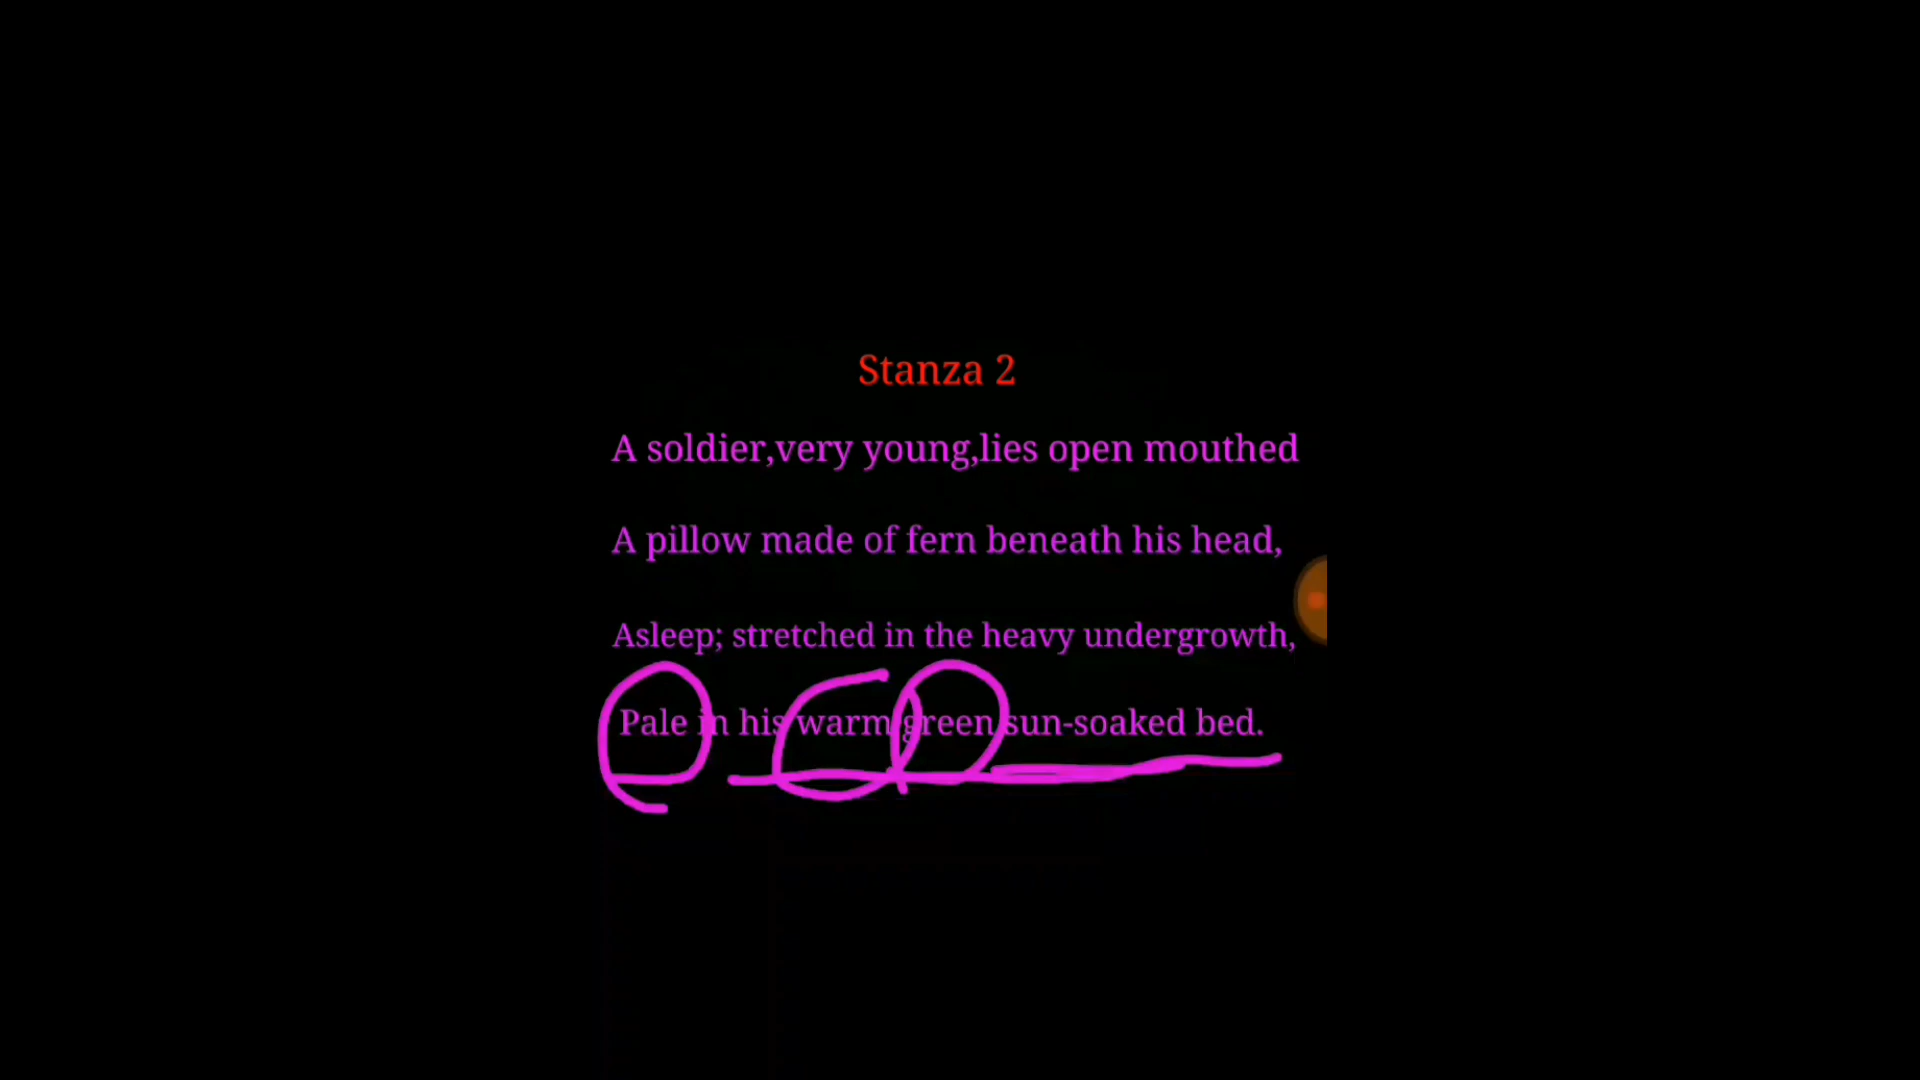 Stanza 2
A soldier,very young,lies open mouthed
A pillow made of fern beneath his head,
Asleep; stretched in the heavy undergrowth,
Pale in his warm green sun-soaked bed.